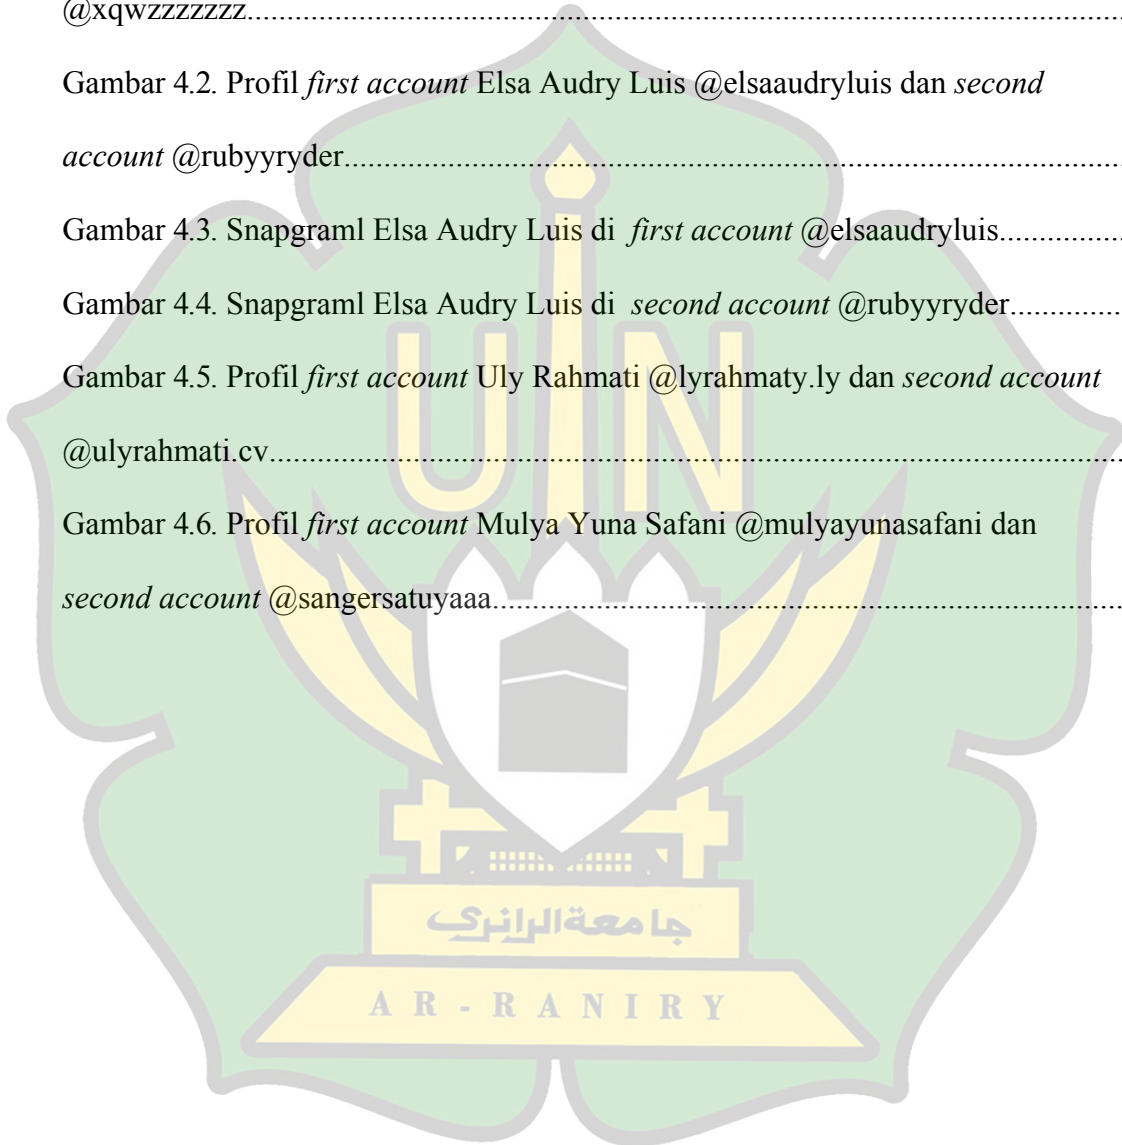 @xqwzzzzzzz
Gambar 4.2. Profil first account Elsa Audry Luis @elsaaudryluis dan second
account @rubyyryder
Gambar 4.3. Snapgraml Elsa Audry Luis di first account @elsaaudryluis
Gambar 4.4. Snapgraml Elsa Audry Luis di second account @rubyyryder
Gambar 4.5. Profil first account Uly Rahmati @lyrahmaty.ly dan second account
@ulyrahmati.cv
Gambar 4.6. Profil first account Mulya Yuna Safani @mulyayunasafani dan
second account @sangersatuyaaa
UIN
جامعة الرانري
AR-RANIRY